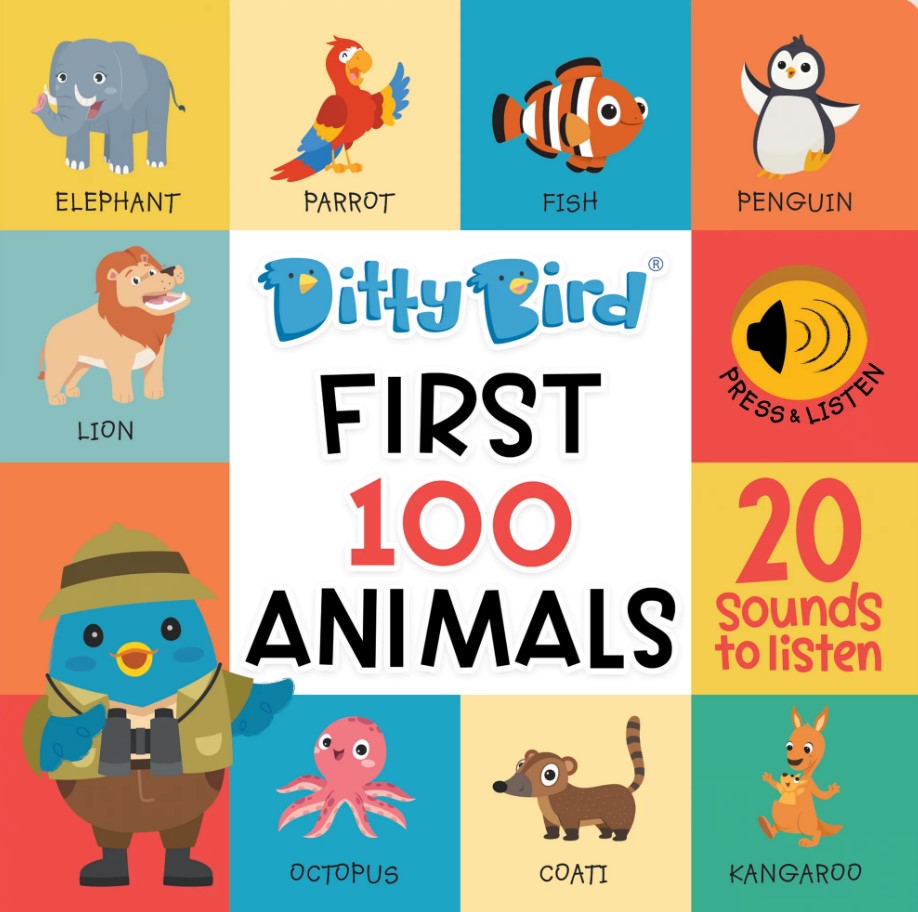 ELEPHANT
PARROT
FISH
PENGUIN
LION
Ditty Bird®
PRESS & LISTEN
FIRST
100
ANIMALS
20
sounds
to listen
OCTOPUS
COATI
KANGAROO